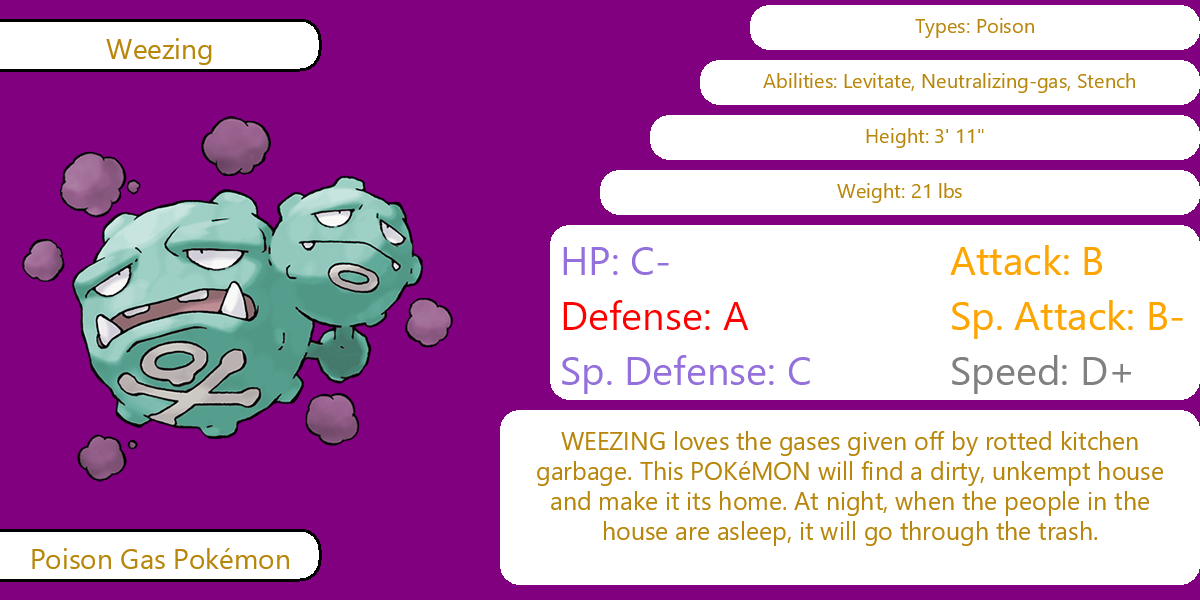 Weezing
Types: Poison
Abilities: Levitate, Neutralizing-gas, Stench
Height: 3' 11"
Weight: 21 lbs
HP: C-
Attack: B
Defense: A
Sp. Attack: B-
Sp. Defense: C
Speed: D+
WEEZING loves the gases given off by rotted kitchen
garbage. This POKéMON will find a dirty, unkempt house
and make it its home. At night, when the people in the
house are asleep, it will go through the trash.
Poison Gas Pokémon